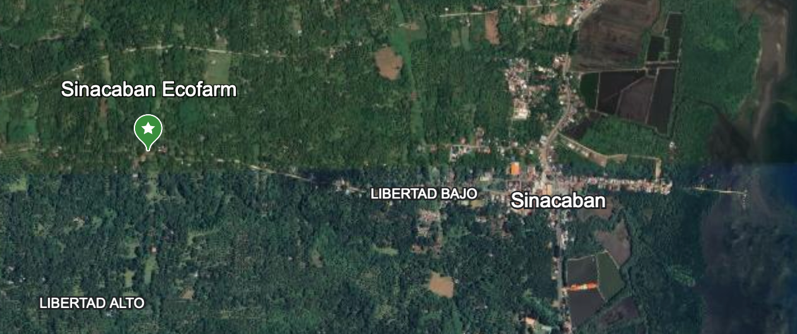 Sinacaban Ecofarm
LIBERTAD BAJO
Sinacaban
LIBERTAD ALTO